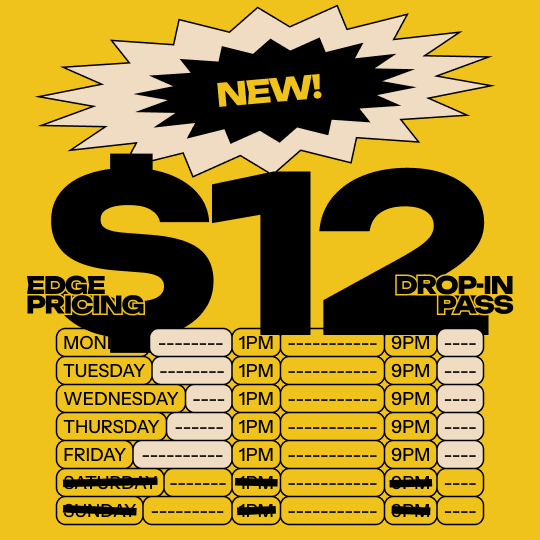 NEW!
$12
EDGE
PRICING
DROP-IN
PASS
MON 1PM 9PM
TUESDAY 1PM 9PM
WEDNESDAY 1PM 9PM
THURSDAY 1PM 9PM
FRIDAY 1PM 9PM
SATURDAY 1PM 9PM
SUNDAY 1PM 9PM